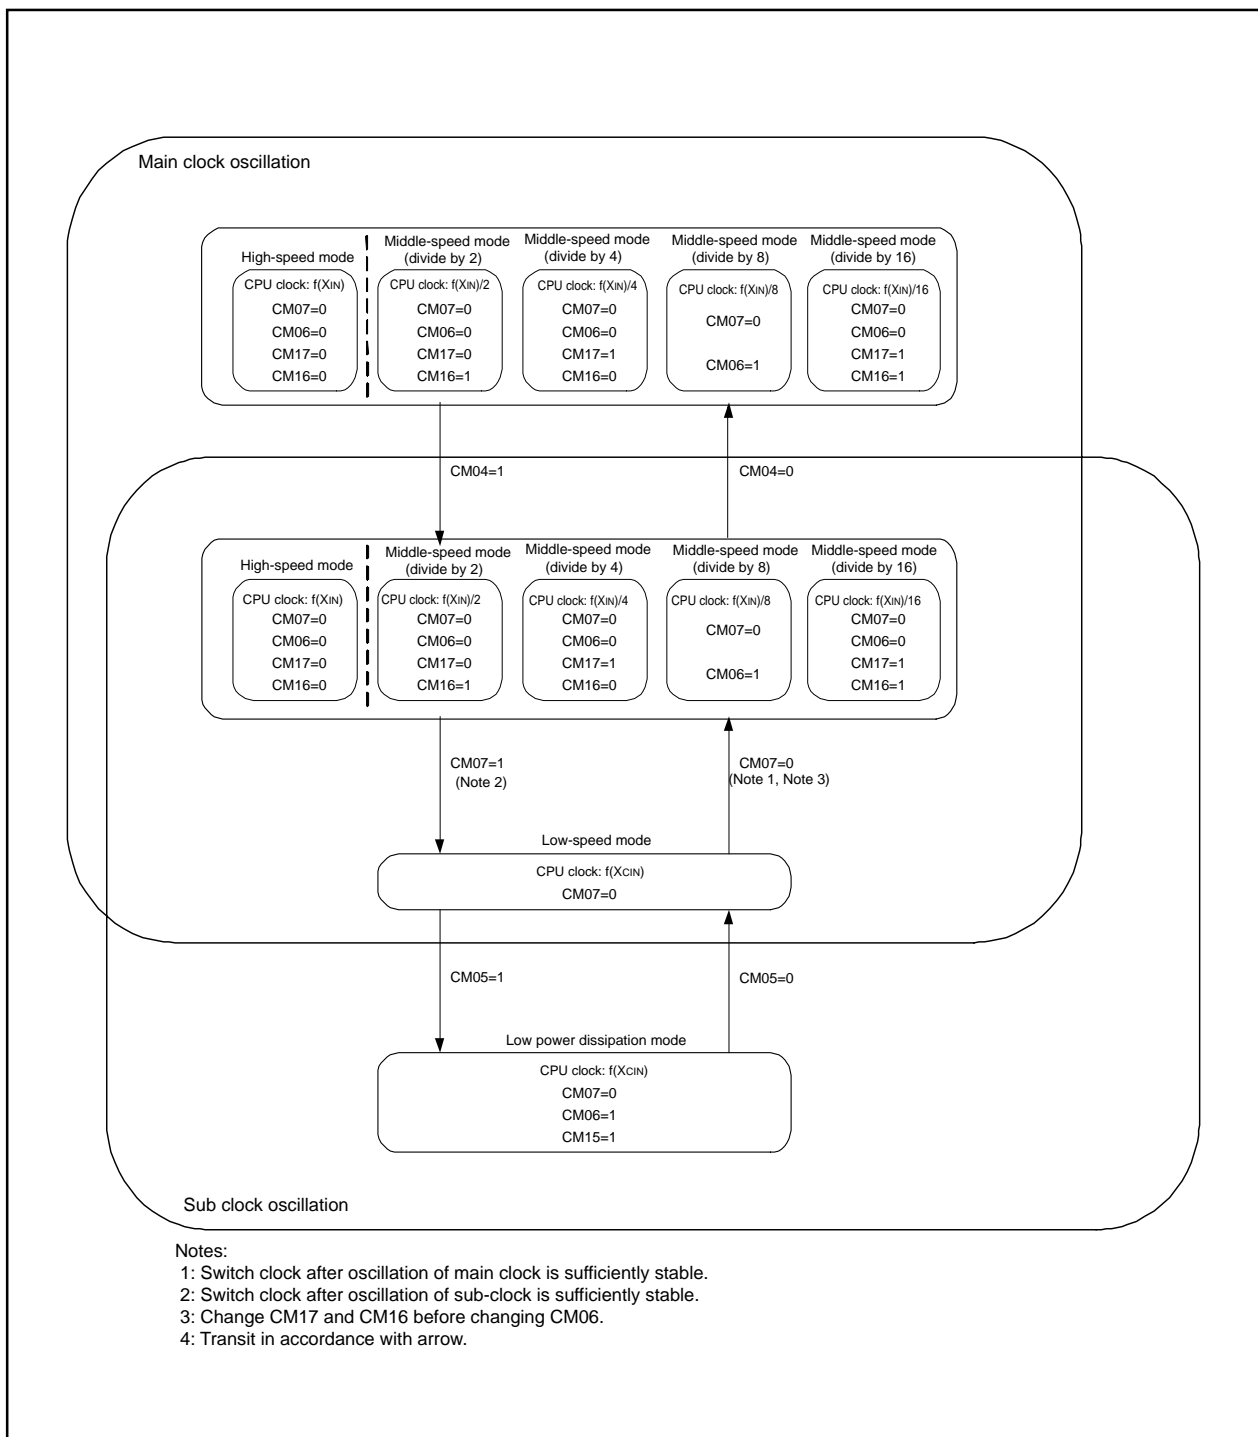 Main clock oscillation
High-speed mode
CPU clock: f(XIN)
CM07=0
CM06=0
CM17=0
CM16=0
Middle-speed mode
(divide by 2)
CPU clock: f(XIN)/2
CM07=0
CM06=0
CM17=0
CM16=1
Middle-speed mode
(divide by 4)
CPU clock: f(XIN)/4
CM07=0
CM06=0
CM17=1
CM16=0
Middle-speed mode
(divide by 8)
CPU clock: f(XIN)/8
CM07=0
CM06=1
Middle-speed mode
(divide by 16)
CPU clock: f(XIN)/16
CM07=0
CM06=0
CM17=1
CM16=1
CM04=1
CM04=0
High-speed mode
CPU clock: f(XIN)
CM07=0
CM06=0
CM17=0
CM16=0
Middle-speed mode
(divide by 2)
CPU clock: f(XIN)/2
CM07=0
CM06=0
CM17=0
CM16=1
Middle-speed mode
(divide by 4)
CPU clock: f(XIN)/4
CM07=0
CM06=0
CM17=1
CM16=0
Middle-speed mode
(divide by 8)
CPU clock: f(XIN)/8
CM07=0
CM06=1
Middle-speed mode
(divide by 16)
CPU clock: f(XIN)/16
CM07=0
CM06=0
CM17=1
CM16=1
CM07=1
(Note 2)
CM07=0
(Note 1, Note 3)
Low-speed mode
CPU clock: f(XCIN)
CM07=0
CM05=1
CM05=0
Low power dissipation mode
CPU clock: f(XCIN)
CM07=0
CM06=1
CM15=1
Sub clock oscillation
Notes:
1: Switch clock after oscillation of main clock is sufficiently stable.
2: Switch clock after oscillation of sub-clock is sufficiently stable.
3: Change CM17 and CM16 before changing CM06.
4: Transit in accordance with arrow.